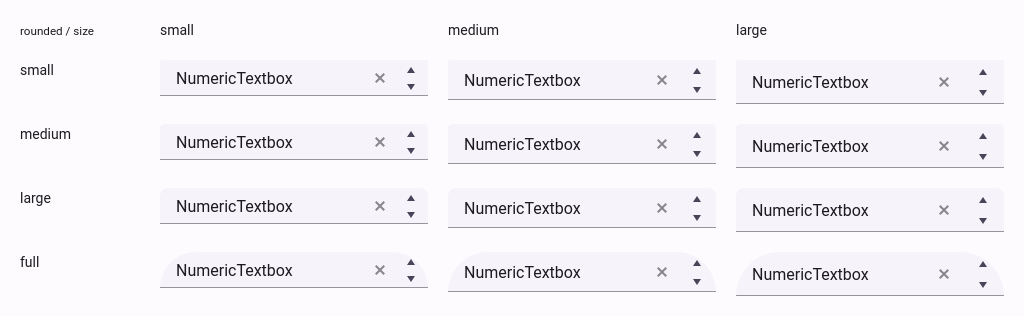 rounded / size small medium large
small NumericTextbox NumericTextbox NumericTextbox
medium NumericTextbox NumericTextbox NumericTextbox
large NumericTextbox NumericTextbox NumericTextbox
full NumericTextbox NumericTextbox NumericTextbox